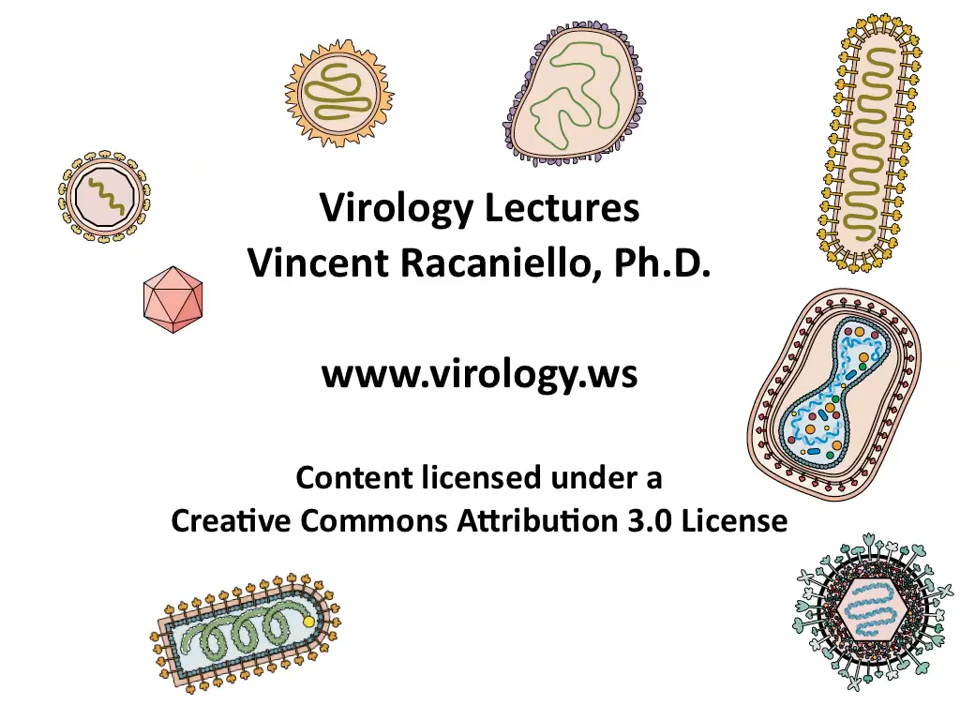 Virology Lectures
Vincent Racaniello, Ph.D.
www.virology.ws
Content licensed under a
Creative Commons Attribution 3.0 License